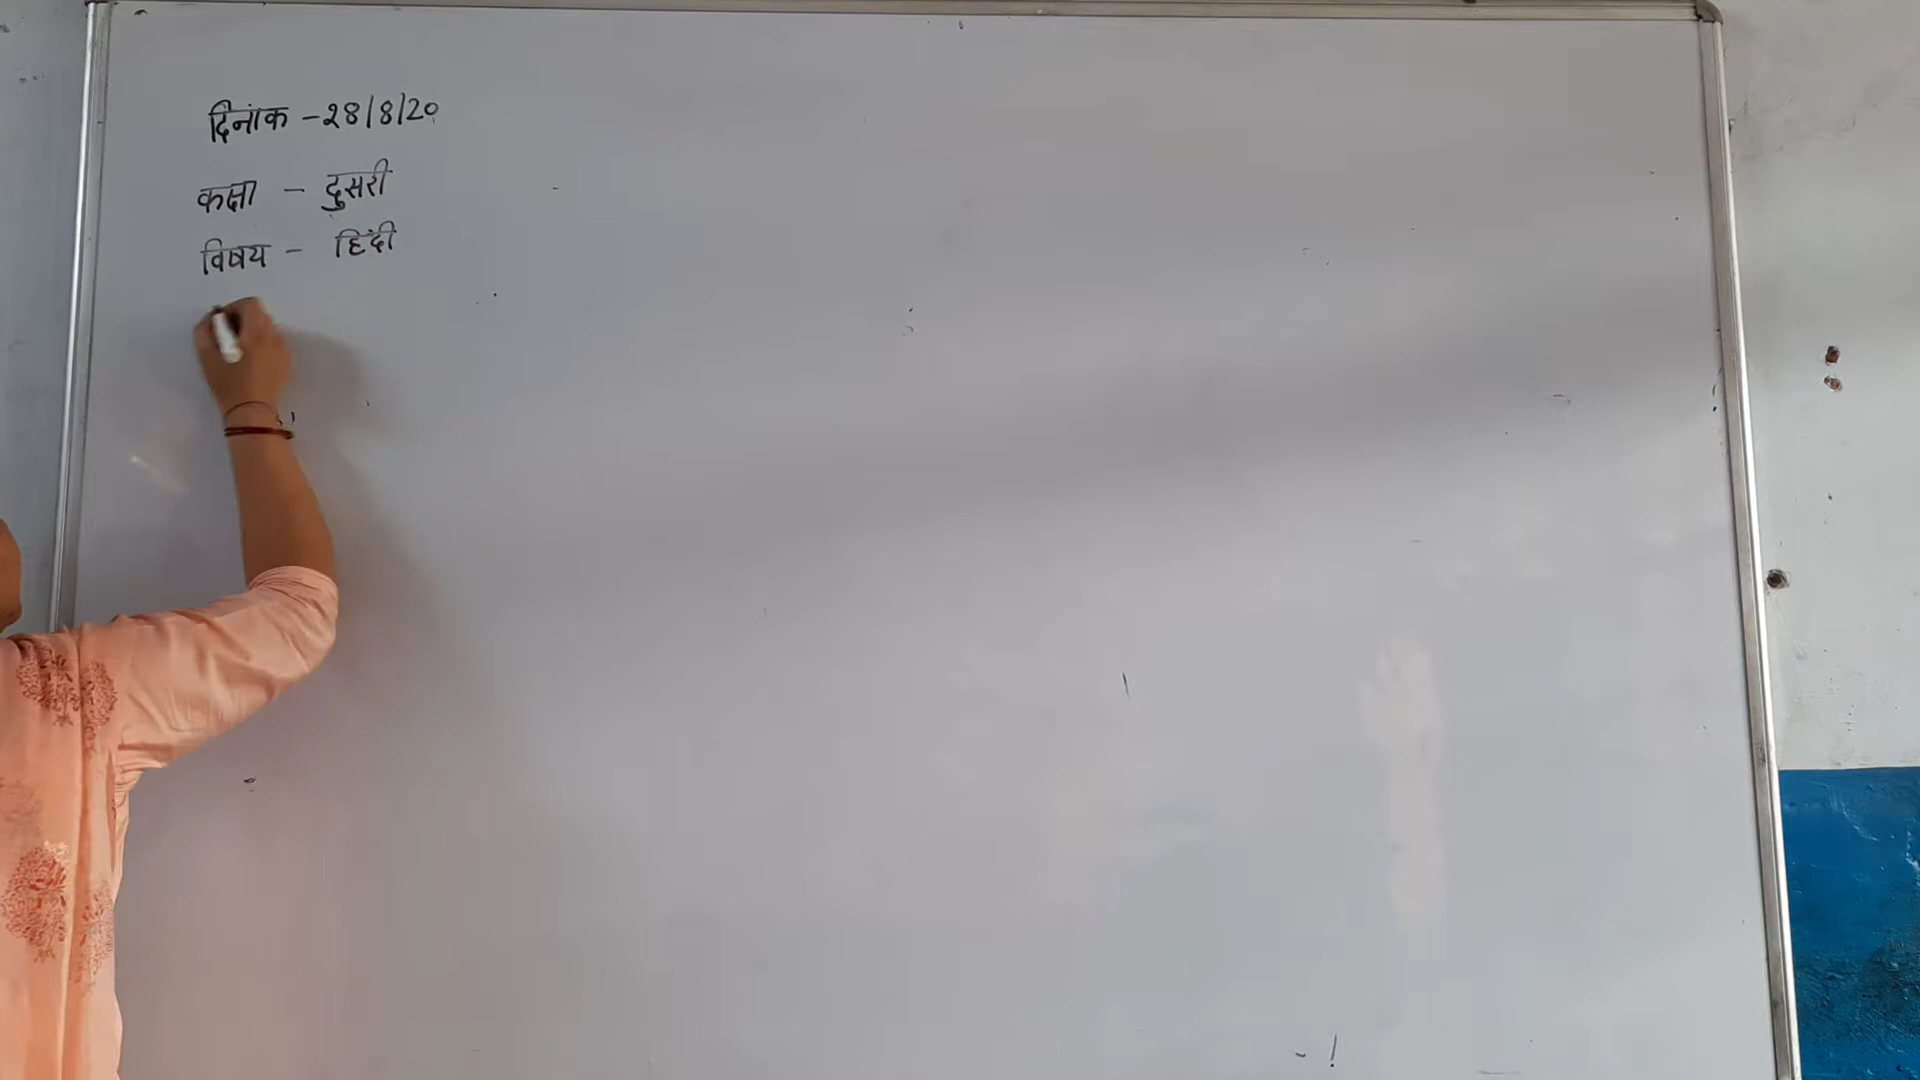 दिनांक -28/8/20
कक्षा - दुसरी
विषय - हिंदी